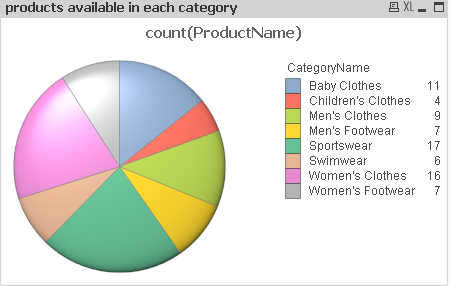 products available in each category XL
count(ProductName)
CategoryName
Baby Clothes 11
Children's Clothes 4
Men's Clothes 9
Men's Footwear 7
Sportswear 17
Swimwear 6
Women's Clothes 16
Women's Footwear 7